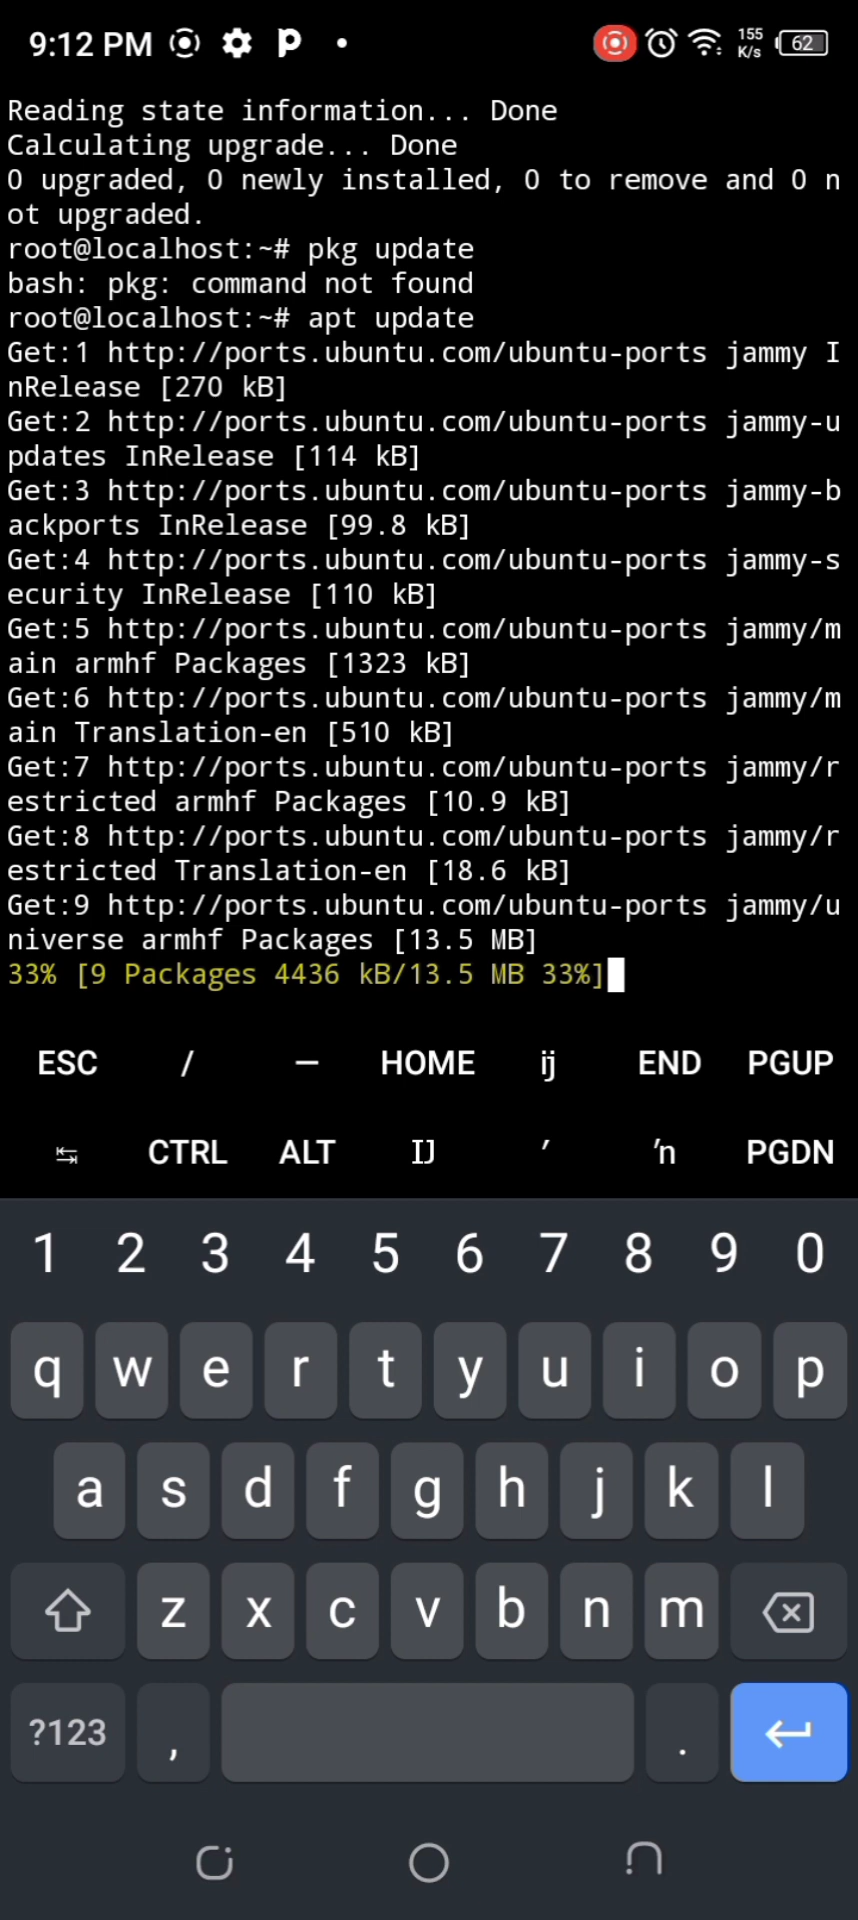 9:12 PM 155 K/s 62
Reading state information... Done
Calculating upgrade... Done
0 upgraded, 0 newly installed, 0 to remove and 0 n
ot upgraded.
root@localhost:~# pkg update
bash: pkg: command not found
root@localhost:~# apt update
Get:1 http://ports.ubuntu.com/ubuntu-ports jammy I
nRelease [270 kB]
Get:2 http://ports.ubuntu.com/ubuntu-ports jammy-u
pdates InRelease [114 kB]
Get:3 http://ports.ubuntu.com/ubuntu-ports jammy-b
ackports InRelease [99.8 kB]
Get:4 http://ports.ubuntu.com/ubuntu-ports jammy-s
ecurity InRelease [110 kB]
Get:5 http://ports.ubuntu.com/ubuntu-ports jammy/m
ain armhf Packages [1323 kB]
Get:6 http://ports.ubuntu.com/ubuntu-ports jammy/m
ain Translation-en [510 kB]
Get:7 http://ports.ubuntu.com/ubuntu-ports jammy/r
estricted armhf Packages [10.9 kB]
Get:8 http://ports.ubuntu.com/ubuntu-ports jammy/r
estricted Translation-en [18.6 kB]
Get:9 http://ports.ubuntu.com/ubuntu-ports jammy/u
niverse armhf Packages [13.5 MB]
33% [9 Packages 4436 kB/13.5 MB 33%]
ESC / — HOME ĳ END PGUP
↹ CTRL ALT Ĳ ′ ŉ PGDN
1 2 3 4 5 6 7 8 9 0
q w e r t y u i o p
a s d f g h j k l
z x c v b n m
?123 , .